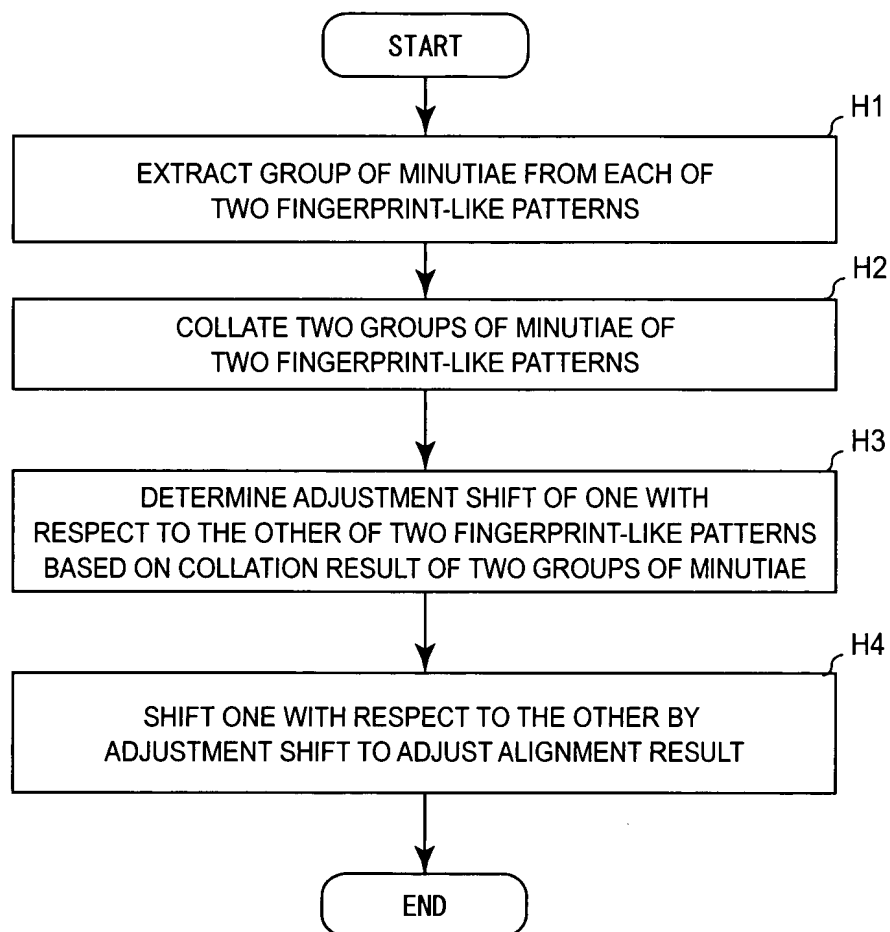 START
H1
EXTRACT GROUP OF MINUTIAE FROM EACH OF
TWO FINGERPRINT-LIKE PATTERNS
H2
COLLATE TWO GROUPS OF MINUTIAE OF
TWO FINGERPRINT-LIKE PATTERNS
H3
DETERMINE ADJUSTMENT SHIFT OF ONE WITH
RESPECT TO THE OTHER OF TWO FINGERPRINT-LIKE PATTERNS
BASED ON COLLATION RESULT OF TWO GROUPS OF MINUTIAE
H4
SHIFT ONE WITH RESPECT TO THE OTHER BY
ADJUSTMENT SHIFT TO ADJUST ALIGNMENT RESULT
END